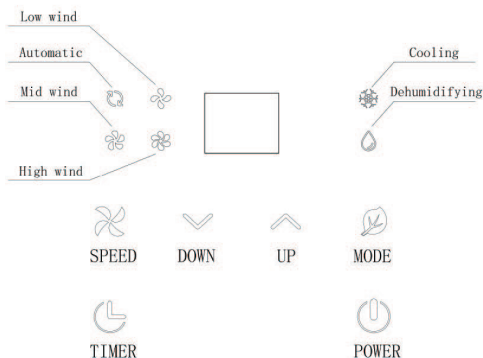 Low wind
Automatic
Cooling
Mid wind
Dehumidifying
High wind
SPEED
DOWN
UP
MODE
TIMER
POWER